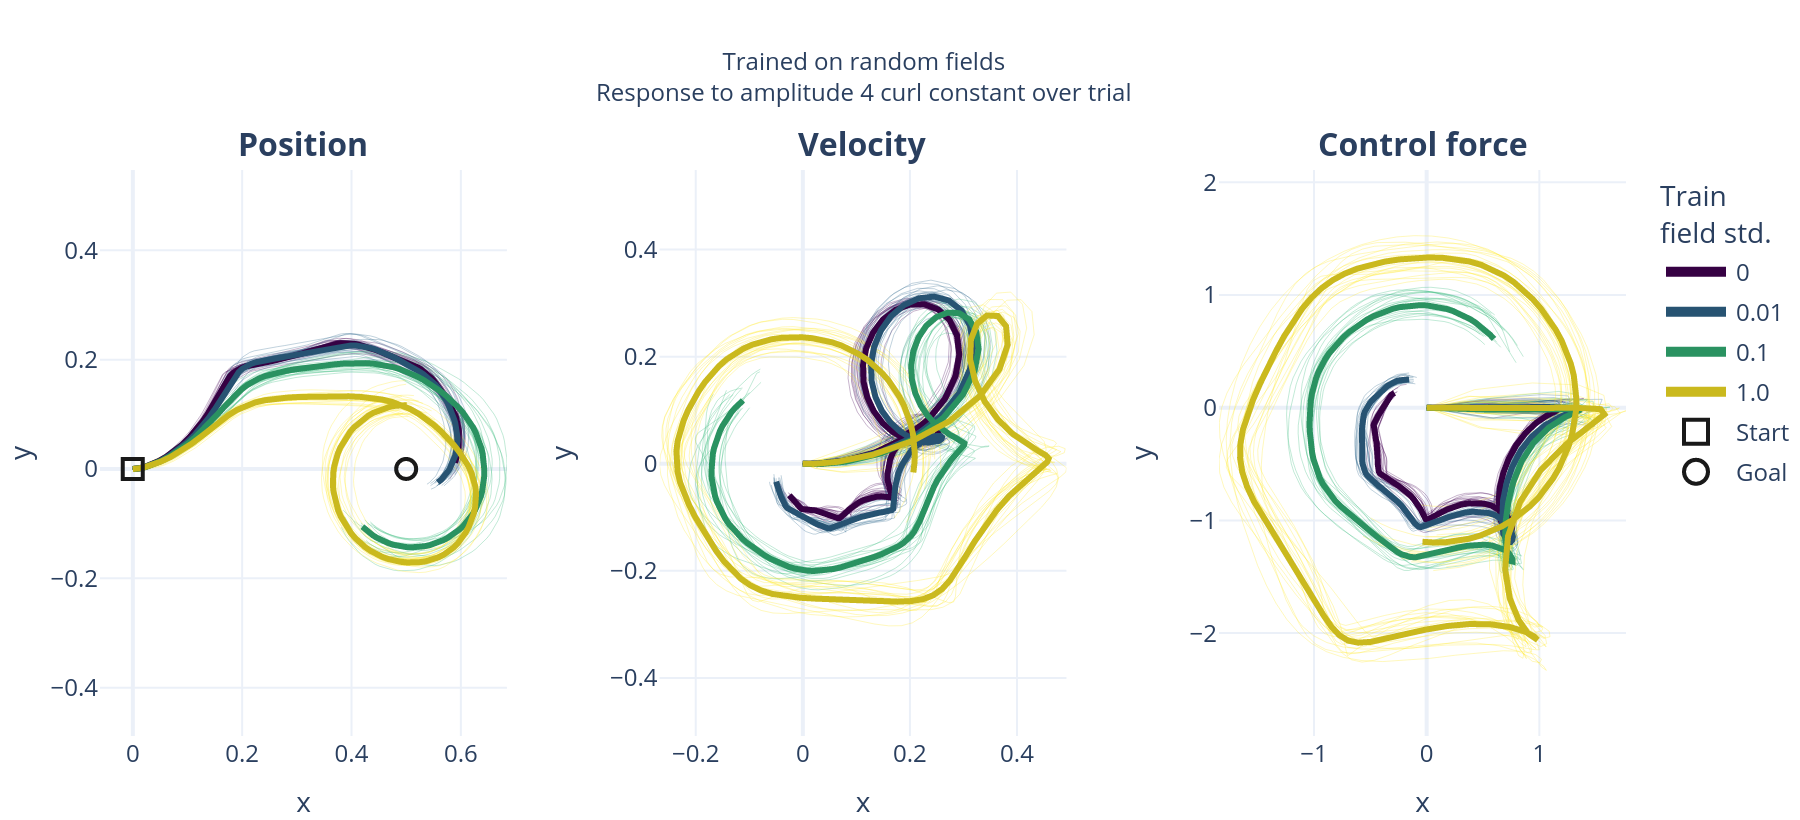 Trained on random fields
Response to amplitude 4 curl constant over trial
Position
Velocity
Control force
y
0.4
0.2
0
−0.2
−0.4
0
0.2
0.4
0.6
x
y
0.4
0.2
0
−0.2
−0.4
−0.2
0
0.2
0.4
x
y
2
1
0
−1
−2
−1
0
1
x
Train
field std.
0
0.01
0.1
1.0
Start
Goal